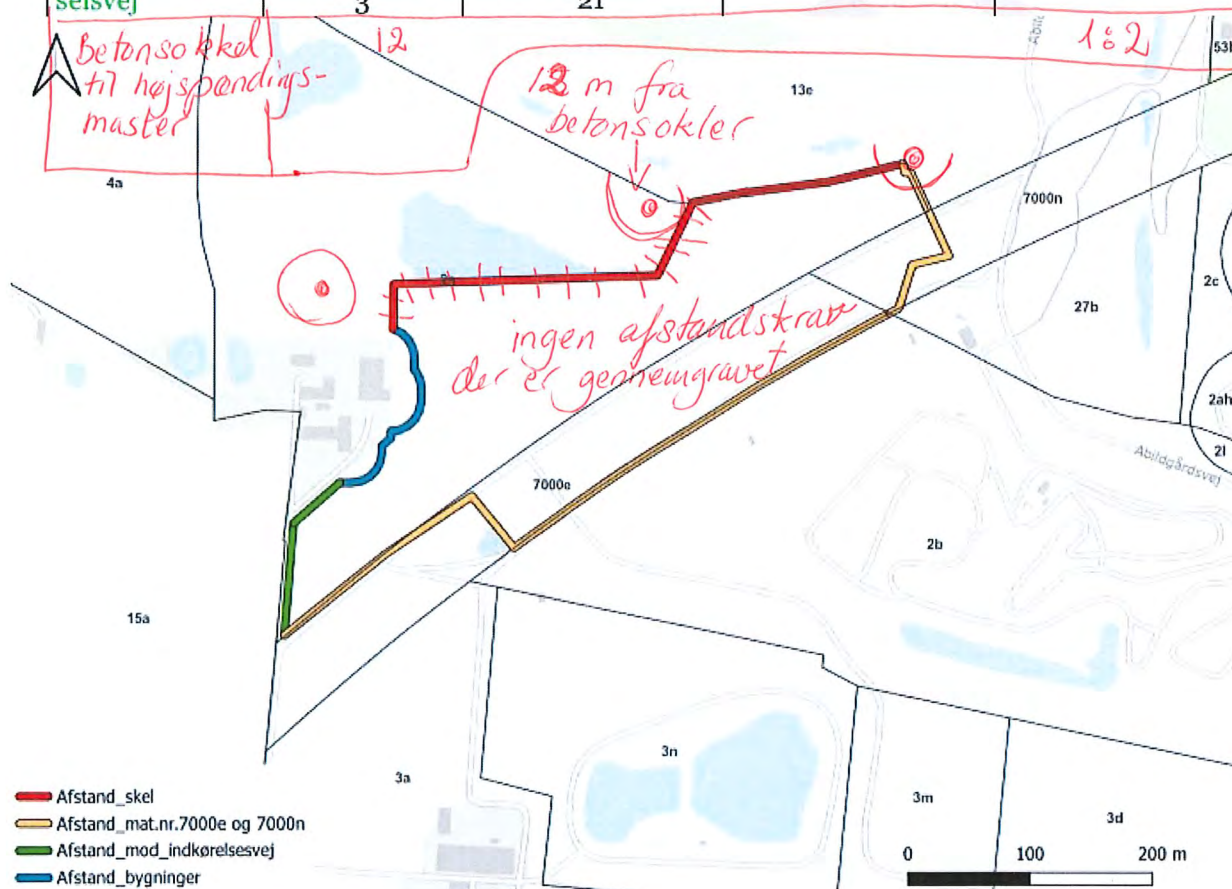 selsvej 3 21
Betonsokkel 12 1:2
til højspændings-
master
12 m fra
betonsokler
13e
53l
4a
7000n
2c
27b
ingen afstandskrav
der er gennemgravet
2ah
2l
Abildgårdsvej
7000e
2b
15a
3n
3a
3m
3d
Afstand_skel
Afstand_mat.nr.7000e og 7000n
Afstand_mod_indkørelsesvej
Afstand_bygninger
0 100 200 m